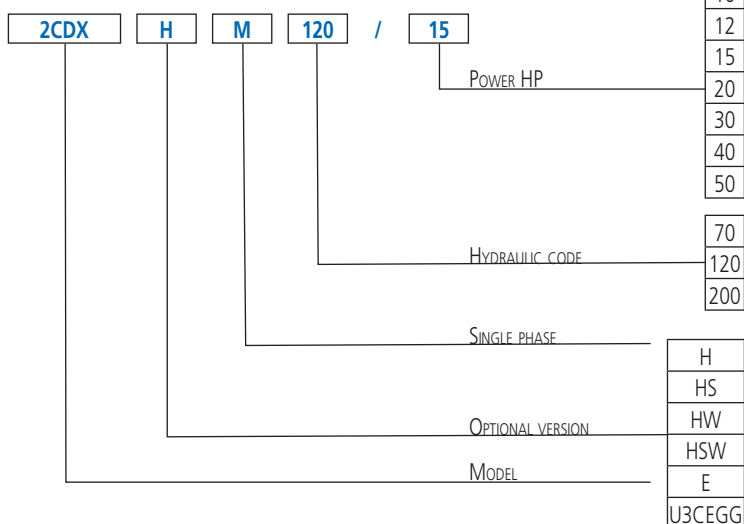 2CDX H M 120 / 15
12
15
POWER HP
20
30
40
50
70
HYDRAULIC CODE
120
200
SINGLE PHASE
H
HS
OPTIONAL VERSION
HW
HSW
MODEL
E
U3CEGG